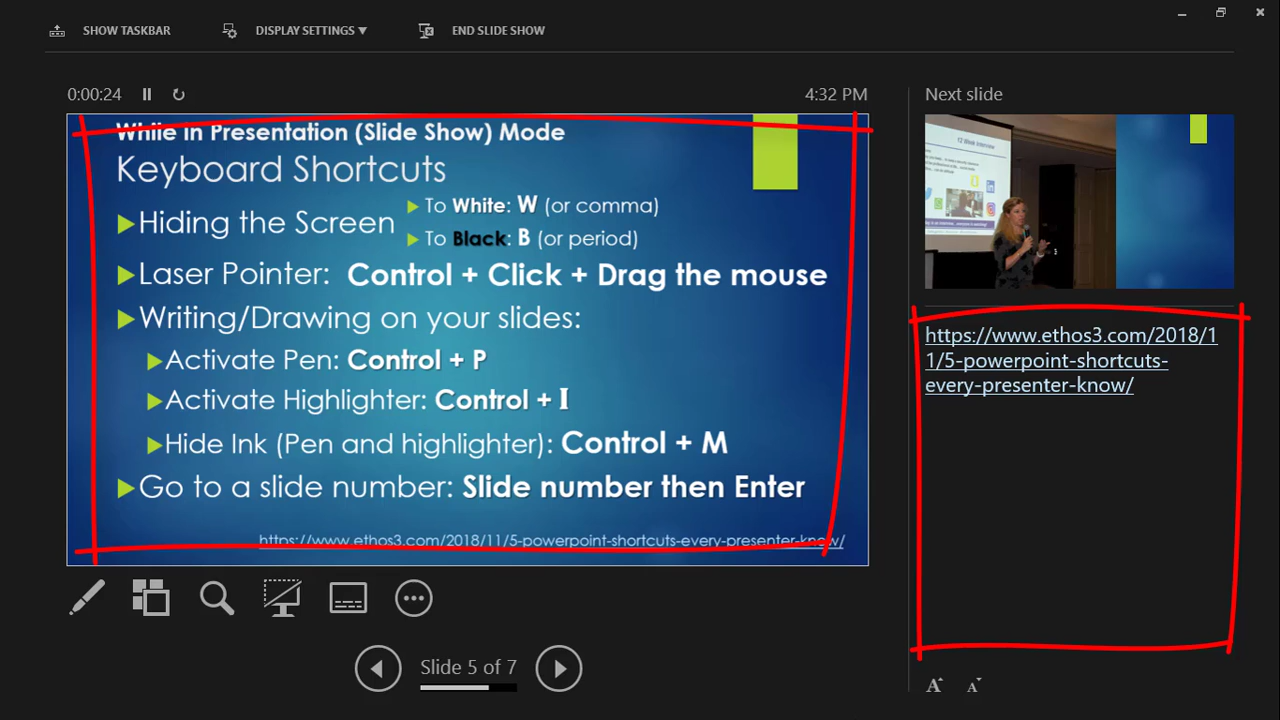 SHOW TASKBAR
DISPLAY SETTINGS ▼
END SLIDE SHOW
0:00:24
4:32 PM
While in Presentation (Slide Show) Mode
Keyboard Shortcuts
Hiding the Screen
To White: W (or comma)
To Black: B (or period)
Laser Pointer: Control + Click + Drag the mouse
Writing/Drawing on your slides:
Activate Pen: Control + P
Activate Highlighter: Control + I
Hide Ink (Pen and highlighter): Control + M
Go to a slide number: Slide number then Enter
https://www.ethos3.com/2018/11/5-powerpoint-shortcuts-every-presenter-know/
Slide 5 of 7
Next slide
12 Week Interview
https://www.ethos3.com/2018/1
1/5-powerpoint-shortcuts-
every-presenter-know/
A A